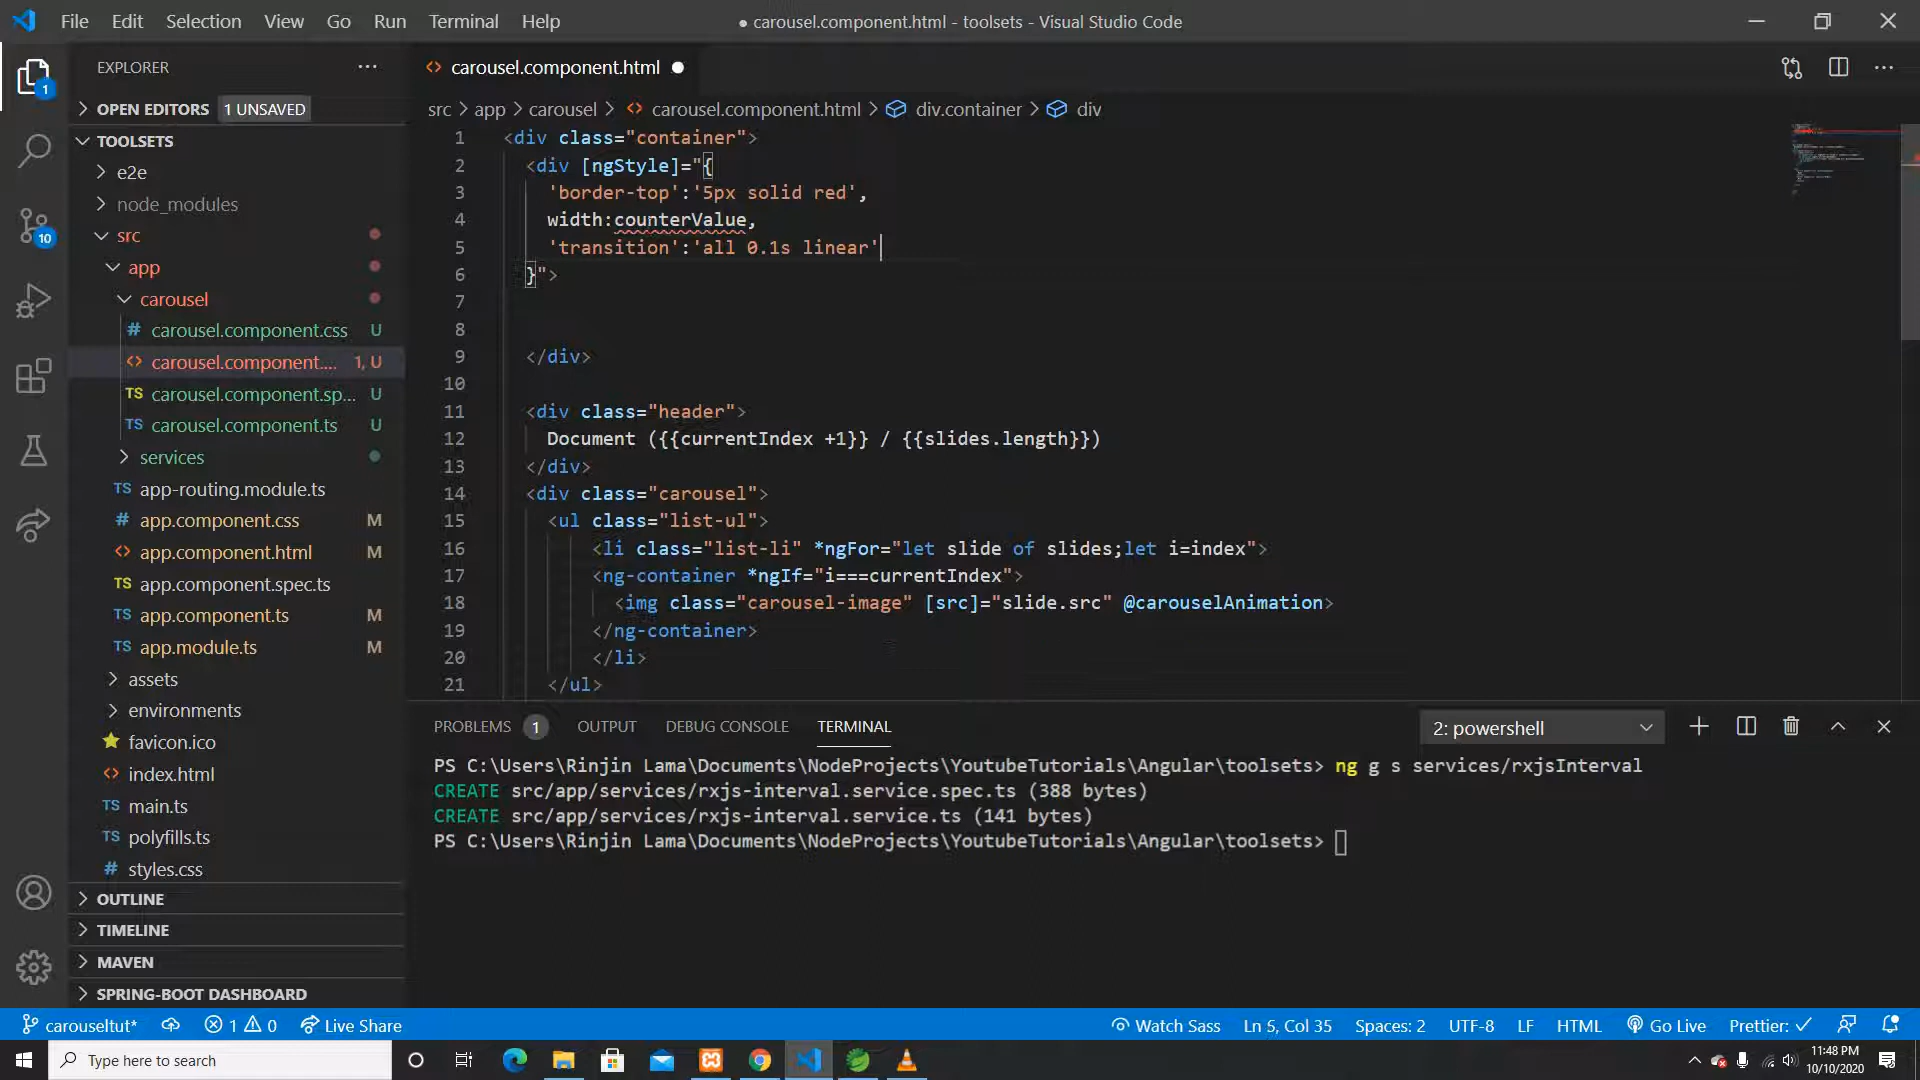 File Edit Selection View Go Run Terminal Help
● carousel.component.html - toolsets - Visual Studio Code
EXPLORER
OPEN EDITORS 1 UNSAVED
TOOLSETS
e2e
node_modules
src
app
carousel
carousel.component.css U
carousel.component.... 1, U
carousel.component.sp... U
carousel.component.ts U
services
app-routing.module.ts
app.component.css M
app.component.html M
app.component.spec.ts
app.component.ts M
app.module.ts M
assets
environments
favicon.ico
index.html
main.ts
polyfills.ts
styles.css
OUTLINE
TIMELINE
MAVEN
SPRING-BOOT DASHBOARD
carousel.component.html
src > app > carousel > carousel.component.html > div.container > div
1 <div class="container">
2 <div [ngStyle]="{
3 'border-top':'5px solid red',
4 width:counterValue,
5 'transition':'all 0.1s linear'
6 }">
7
8
9 </div>
10
11 <div class="header">
12 Document ({{currentIndex +1}} / {{slides.length}})
13 </div>
14 <div class="carousel">
15 <ul class="list-ul">
16 <li class="list-li" *ngFor="let slide of slides;let i=index">
17 <ng-container *ngIf="i===currentIndex">
18 <img class="carousel-image" [src]="slide.src" @carouselAnimation>
19 </ng-container>
20 </li>
21 </ul>
PROBLEMS 1 OUTPUT DEBUG CONSOLE TERMINAL 2: powershell
PS C:\Users\Rinjin Lama\Documents\NodeProjects\YoutubeTutorials\Angular\toolsets> ng g s services/rxjsInterval
CREATE src/app/services/rxjs-interval.service.spec.ts (388 bytes)
CREATE src/app/services/rxjs-interval.service.ts (141 bytes)
PS C:\Users\Rinjin Lama\Documents\NodeProjects\YoutubeTutorials\Angular\toolsets>
carouseltut* 1 0 Live Share Watch Sass Ln 5, Col 35 Spaces: 2 UTF-8 LF HTML Go Live Prettier: ✓
Type here to search
11:48 PM
10/10/2020
1
10